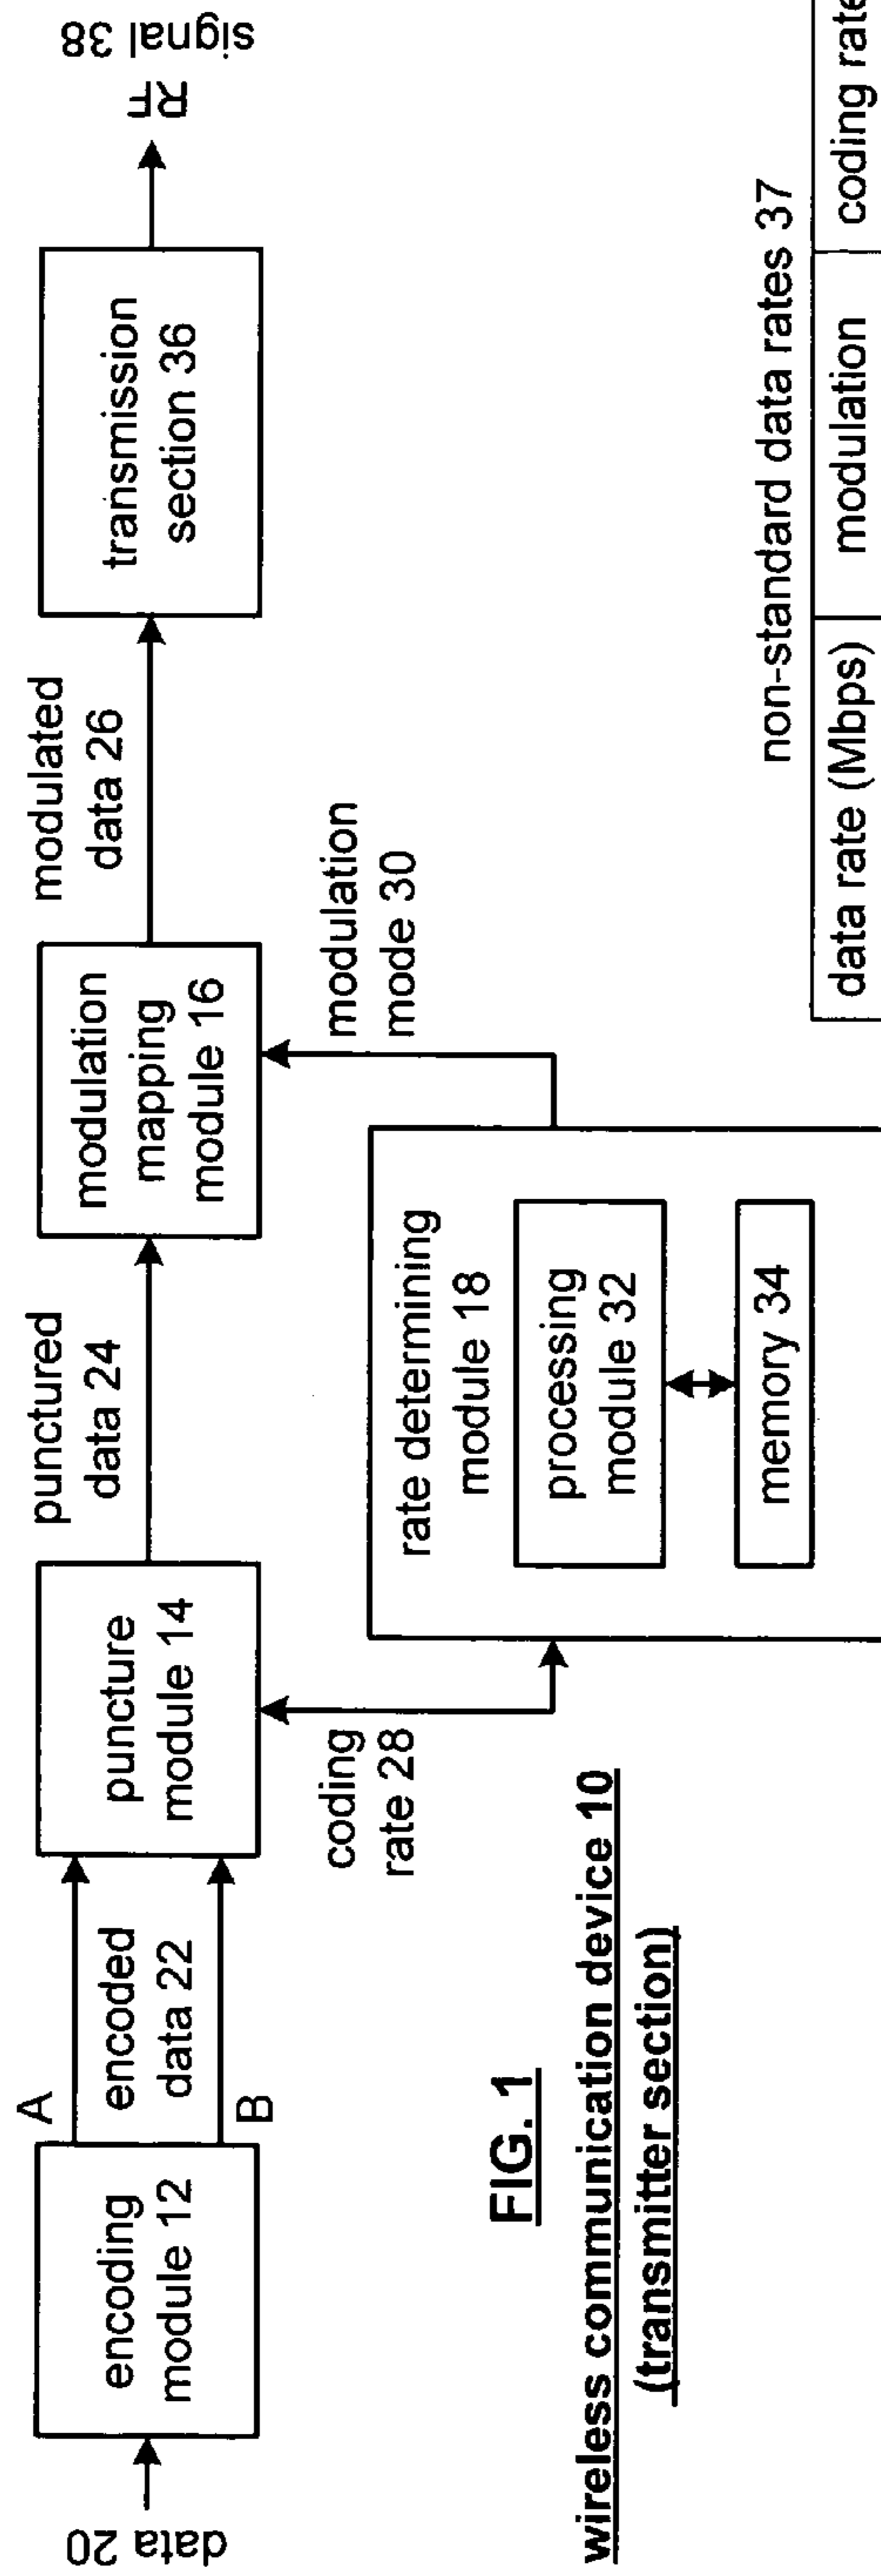 data 20
encoding
module 12
A
encoded
data 22
B
puncture
module 14
punctured
data 24
modulation
mapping
module 16
modulated
data 26
transmission
section 36
RF
signal 38
coding
rate 28
rate determining
module 18
processing
module 32
memory 34
modulation
mode 30
FIG. 1
wireless communication device 10
(transmitter section)
non-standard data rates 37
data rate (Mbps)
modulation
coding rate